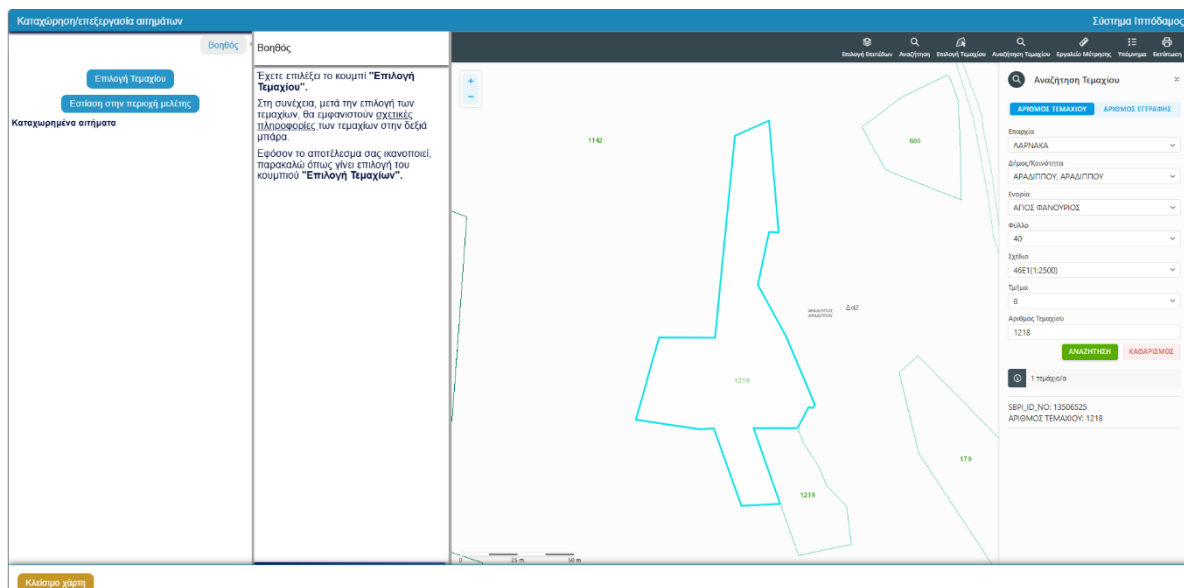 Καταχώρηση/επεξεργασία αιτημάτων
Σύστημα Ιππόδαμος
Βοηθός
Επιλογή Τεμαχίου
Εστίαση στην περιοχή μελέτης
Καταχωρημένα αιτήματα
Βοηθός
Έχετε επιλέξει το κουμπί "Επιλογή
Τεμαχίου".
Στη συνέχεια, μετά την επιλογή των
τεμαχίων, θα εμφανιστούν σχετικές
πληροφορίες των τεμαχίων στην δεξιά
μπάρα.
Εφόσον το αποτέλεσμα σας ικανοποιεί,
παρακαλώ όπως γίνει επιλογή του
κουμπιού "Επιλογή Τεμαχίων".
Επιλογή Επιπέδων
Αναζήτηση
Επιλογή Τεμαχίου
Αναζήτηση Τεμαχίου
Εργαλείο Μέτρησης
Υπόμνημα
Εκτύπωση
+
−
1142
600
ΑΡΑΔΙΠΠΟΥ
ΑΡΑΔΙΠΠΟΥ
Δα2
1218
179
1219
0 25 m 50 m
Αναζήτηση Τεμαχίου
ΑΡΙΘΜΟΣ ΤΕΜΑΧΙΟΥ
ΑΡΙΘΜΟΣ ΕΓΓΡΑΦΗΣ
Επαρχία
ΛΑΡΝΑΚΑ
Δήμος/Κοινότητα
ΑΡΑΔΙΠΠΟΥ, ΑΡΑΔΙΠΠΟΥ
Ενορία
ΑΓΙΟΣ ΦΑΝΟΥΡΙΟΣ
Φύλλο
40
Σχέδιο
46E1(1:2500)
Τμήμα
8
Αριθμός Τεμαχίου
1218
ΑΝΑΖΗΤΗΣΗ
ΚΑΘΑΡΙΣΜΟΣ
1 τεμάχιο/α
SBPI_ID_NO: 13506525
ΑΡΙΘΜΟΣ ΤΕΜΑΧΙΟΥ: 1218
Κλείσιμο χάρτη